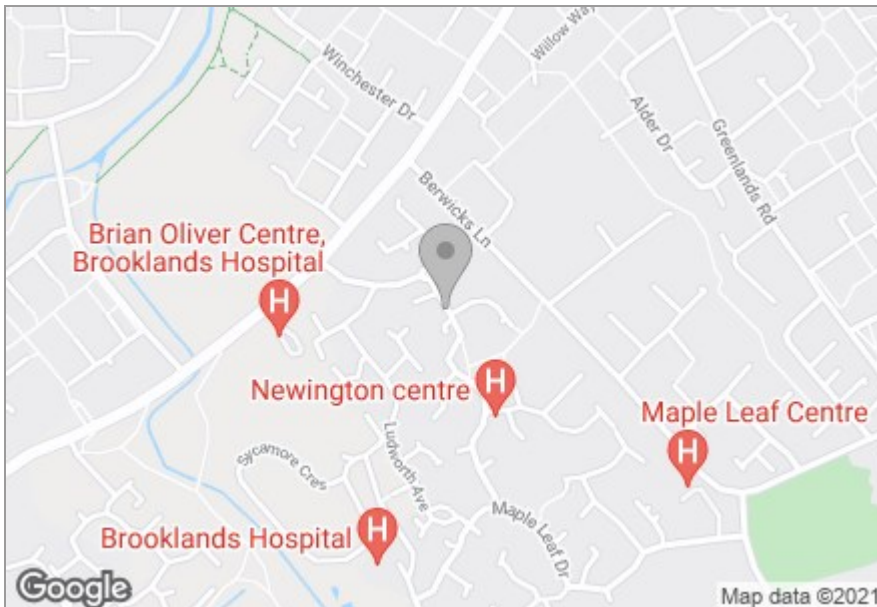 Willow Way
Winchester Dr
Alder Dr
Greenlands Rd
Berwicks Ln
Brian Oliver Centre,
Brooklands Hospital
H
Newington centre H
Maple Leaf Centre
H
Ludworth Ave
Sycamore Cres
Maple Leaf Dr
Brooklands Hospital H
Google
Map data ©2021